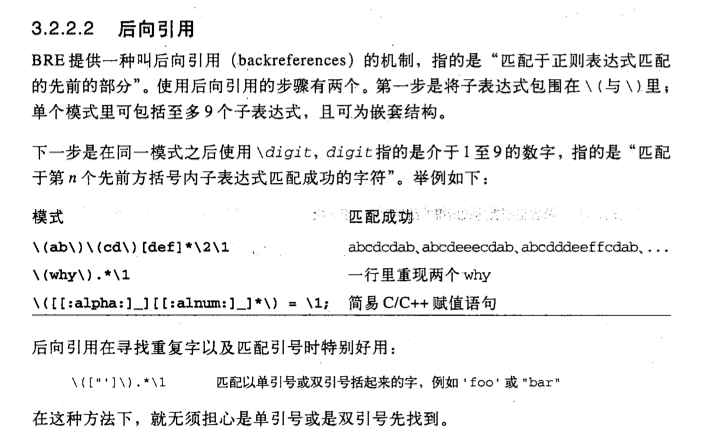 3.2.2.2 后向引用
BRE 提供一种叫后向引用（backreferences）的机制，指的是“匹配于正则表达式匹配
的先前的部分”。使用后向引用的步骤有两个。第一步是将子表达式包围在 \( 与 \) 里；
单个模式里可包括至多 9 个子表达式，且可为嵌套结构。
下一步是在同一模式之后使用 \digit，digit 指的是介于 1 至 9 的数字，指的是“匹配
于第 n 个先前方括号内子表达式匹配成功的字符”。举例如下：
模式 匹配成功
\(ab\)\(cd\)[def]*\2\1 abcdcdab、abcdeeecdab、abcdddeeffcdab、...
\(why\).*\1 一行里重现两个 why
\([[:alpha:]_][[:alnum:]_]*\) = \1; 简易 C/C++ 赋值语句
后向引用在寻找重复字以及匹配引号时特别好用：
\(["']\).*\1 匹配以单引号或双引号括起来的字，例如 'foo' 或 "bar"
在这种方法下，就无须担心是单引号或是双引号先找到。